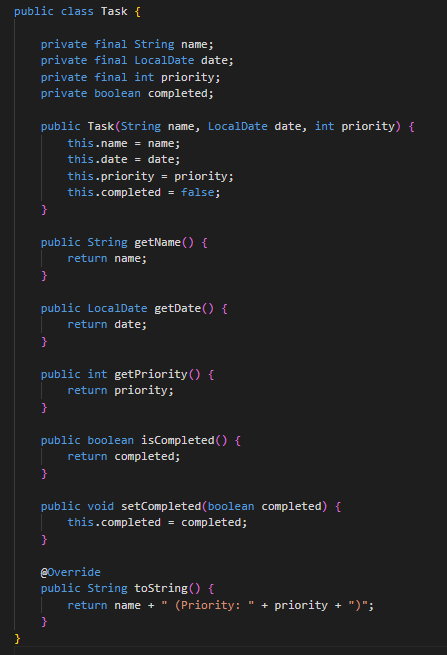 public class Task {
private final String name;
private final LocalDate date;
private final int priority;
private boolean completed;
public Task(String name, LocalDate date, int priority) {
this.name = name;
this.date = date;
this.priority = priority;
this.completed = false;
}
public String getName() {
return name;
}
public LocalDate getDate() {
return date;
}
public int getPriority() {
return priority;
}
public boolean isCompleted() {
return completed;
}
public void setCompleted(boolean completed) {
this.completed = completed;
}
@Override
public String toString() {
return name + " (Priority: " + priority + ")";
}
}